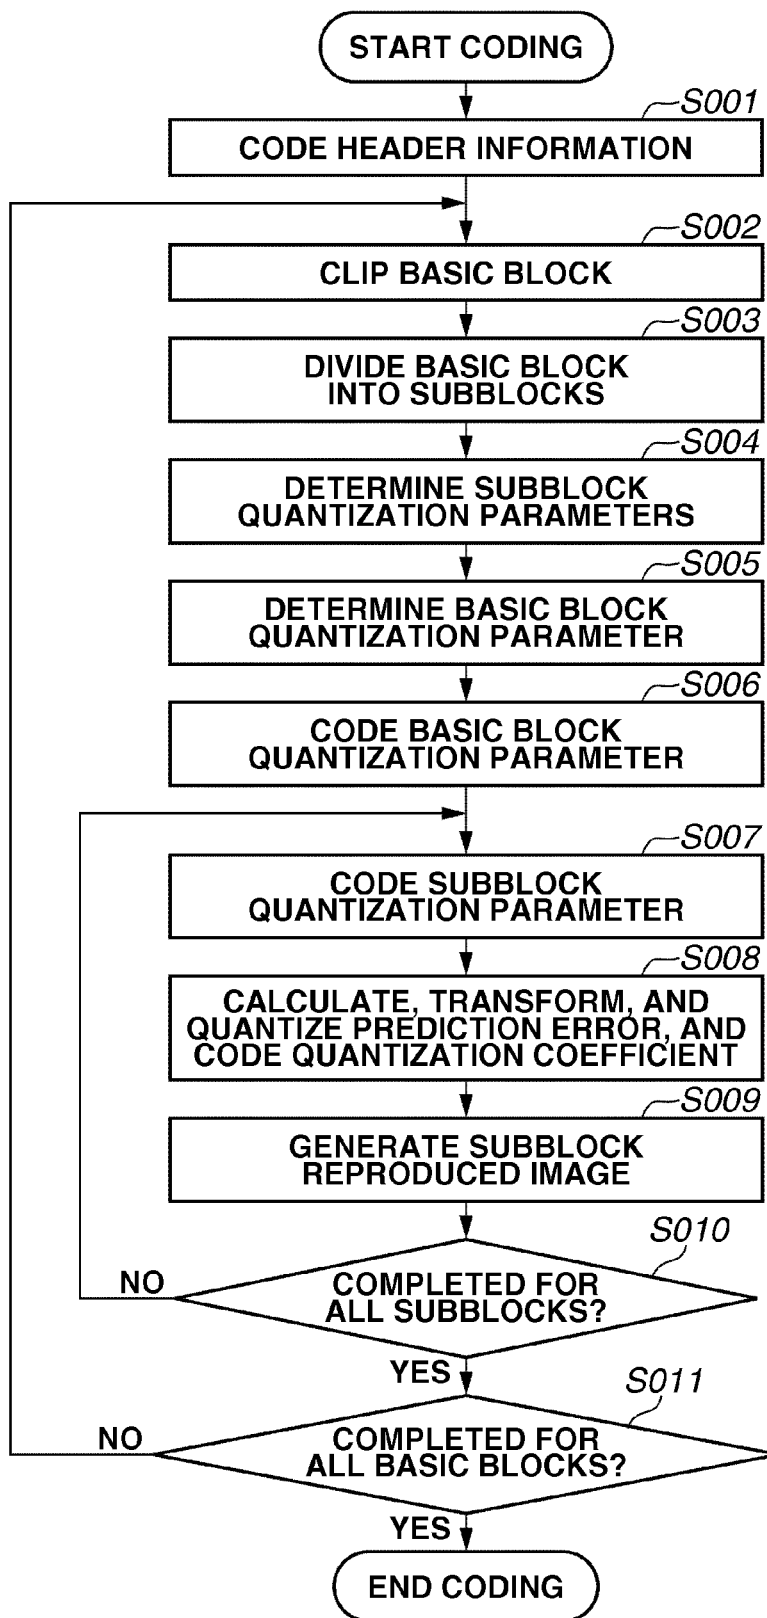 START CODING
S001
CODE HEADER INFORMATION
S002
CLIP BASIC BLOCK
S003
DIVIDE BASIC BLOCK
INTO SUBBLOCKS
S004
DETERMINE SUBBLOCK
QUANTIZATION PARAMETERS
S005
DETERMINE BASIC BLOCK
QUANTIZATION PARAMETER
S006
CODE BASIC BLOCK
QUANTIZATION PARAMETER
S007
CODE SUBBLOCK
QUANTIZATION PARAMETER
S008
CALCULATE, TRANSFORM, AND
QUANTIZE PREDICTION ERROR, AND
CODE QUANTIZATION COEFFICIENT
S009
GENERATE SUBBLOCK
REPRODUCED IMAGE
S010
NO
COMPLETED FOR
ALL SUBBLOCKS?
YES
S011
NO
COMPLETED FOR
ALL BASIC BLOCKS?
YES
END CODING